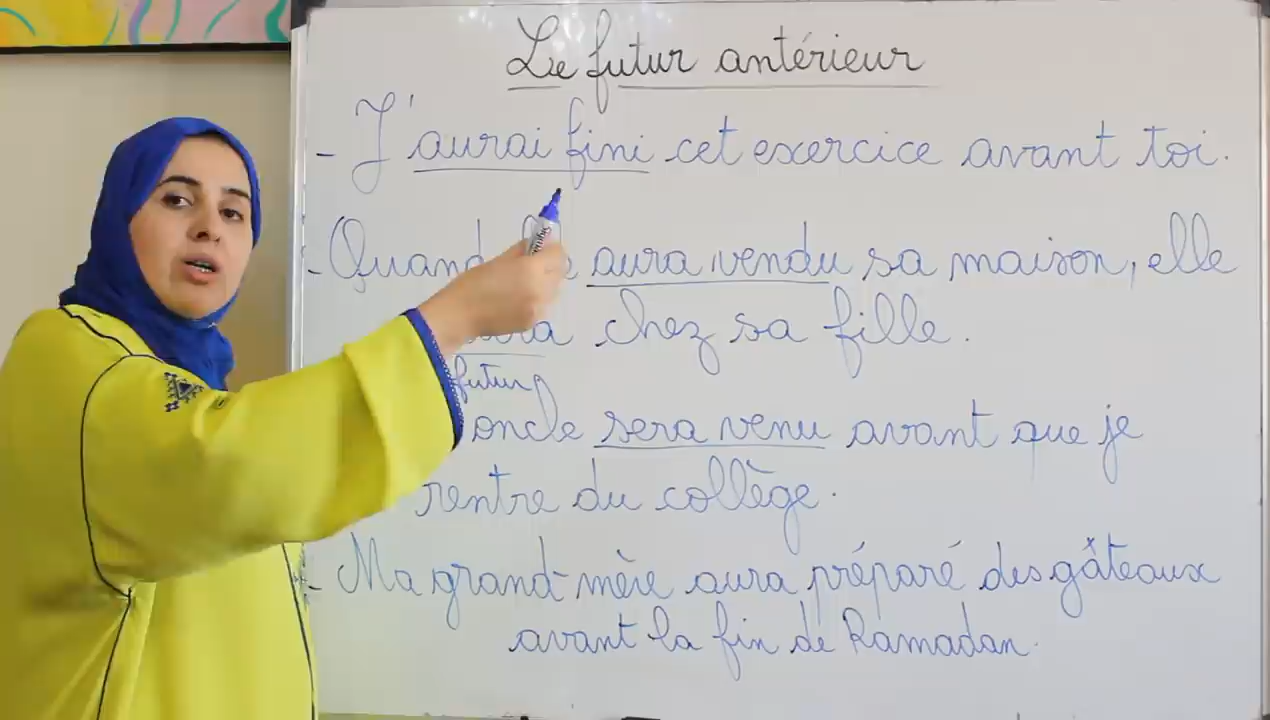 Le futur antérieur
- J'aurai fini cet exercice avant toi.
- Quand aura vendu sa maison, elle
chez sa fille.
futur
oncle sera venu avant que je
rentre du collège.
- Ma grand-mère aura préparé des gâteaux
avant la fin de Ramadan.